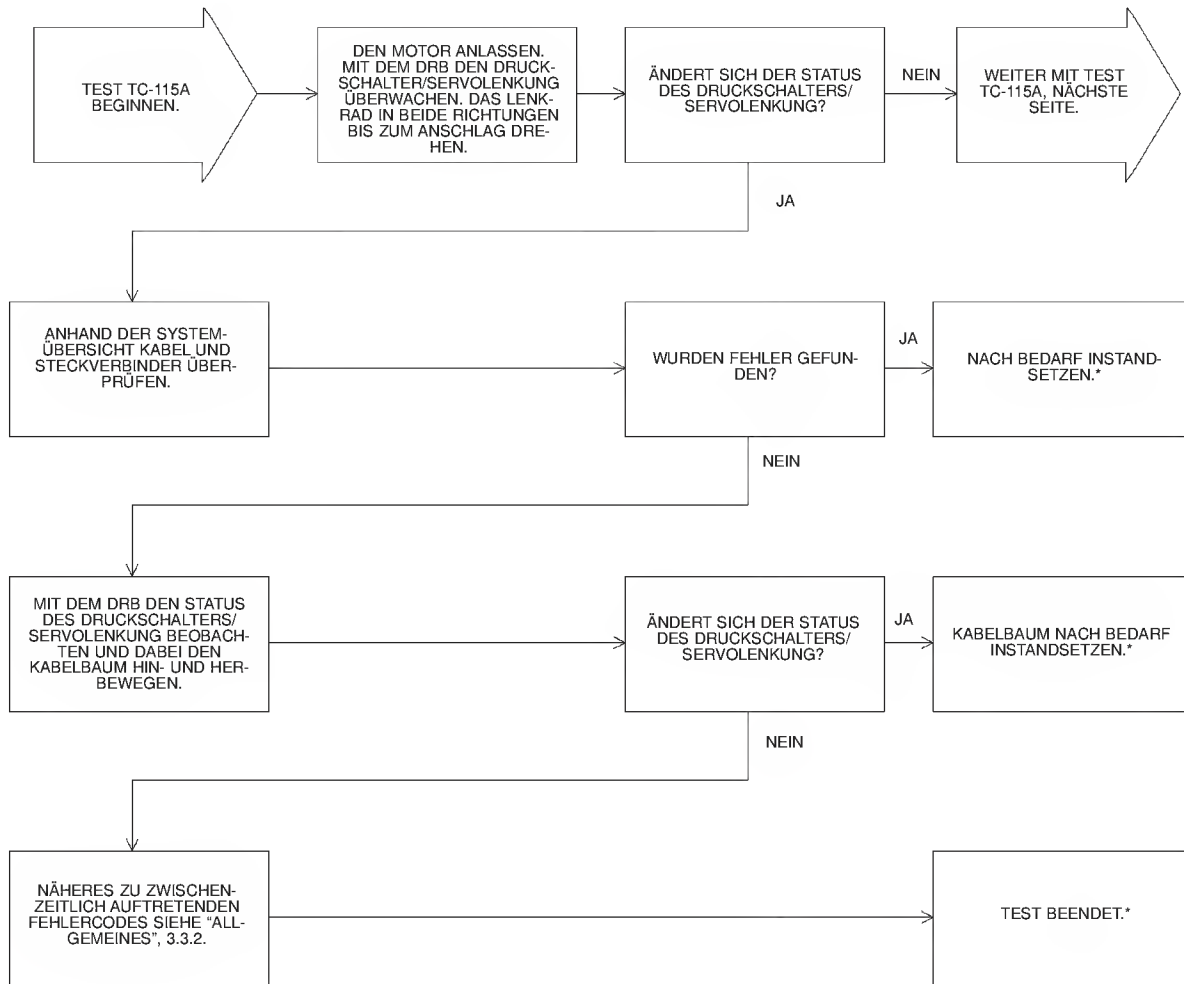 TEST TC-115A
BEGINNEN.
DEN MOTOR ANLASSEN.
MIT DEM DRB DEN DRUCK-
SCHALTER/SERVOLENKUNG
ÜBERWACHEN. DAS LENK-
RAD IN BEIDE RICHTUNGEN
BIS ZUM ANSCHLAG DRE-
HEN.
ÄNDERT SICH DER STATUS
DES DRUCKSCHALTERS/
SERVOLENKUNG?
NEIN
WEITER MIT TEST
TC-115A, NÄCHSTE
SEITE.
JA
ANHAND DER SYSTEM-
ÜBERSICHT KABEL UND
STECKVERBINDER ÜBER-
PRÜFEN.
WURDEN FEHLER GEFUN-
DEN?
JA
NACH BEDARF INSTAND-
SETZEN.*
NEIN
MIT DEM DRB DEN STATUS
DES DRUCKSCHALTERS/
SERVOLENKUNG BEOBACH-
TEN UND DABEI DEN
KABELBAUM HIN- UND HER-
BEWEGEN.
ÄNDERT SICH DER STATUS
DES DRUCKSCHALTERS/
SERVOLENKUNG?
JA
KABELBAUM NACH BEDARF
INSTANDSETZEN.*
NEIN
NÄHERES ZU ZWISCHEN-
ZEITLICH AUFTRETENDEN
FEHLERCODES SIEHE “ALL-
GEMEINES”, 3.3.2.
TEST BEENDET.*